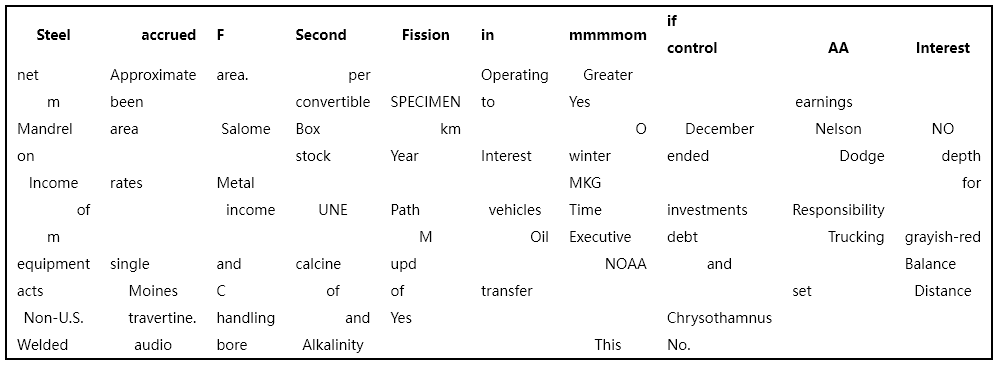 Steel accrued F Second Fission in mmmmom if control AA Interest
net Approximate area. per Operating Greater
m been convertible SPECIMEN to Yes earnings
Mandrel area Salome Box km O December Nelson NO
on stock Year Interest winter ended Dodge depth
Income rates Metal MKG for
of income UNE Path vehicles Time investments Responsibility
m M Oil Executive debt Trucking grayish-red
equipment single and calcine upd NOAA and Balance
acts Moines C of of transfer set Distance
Non-U.S. travertine. handling and Yes Chrysothamnus
Welded audio bore Alkalinity This No.